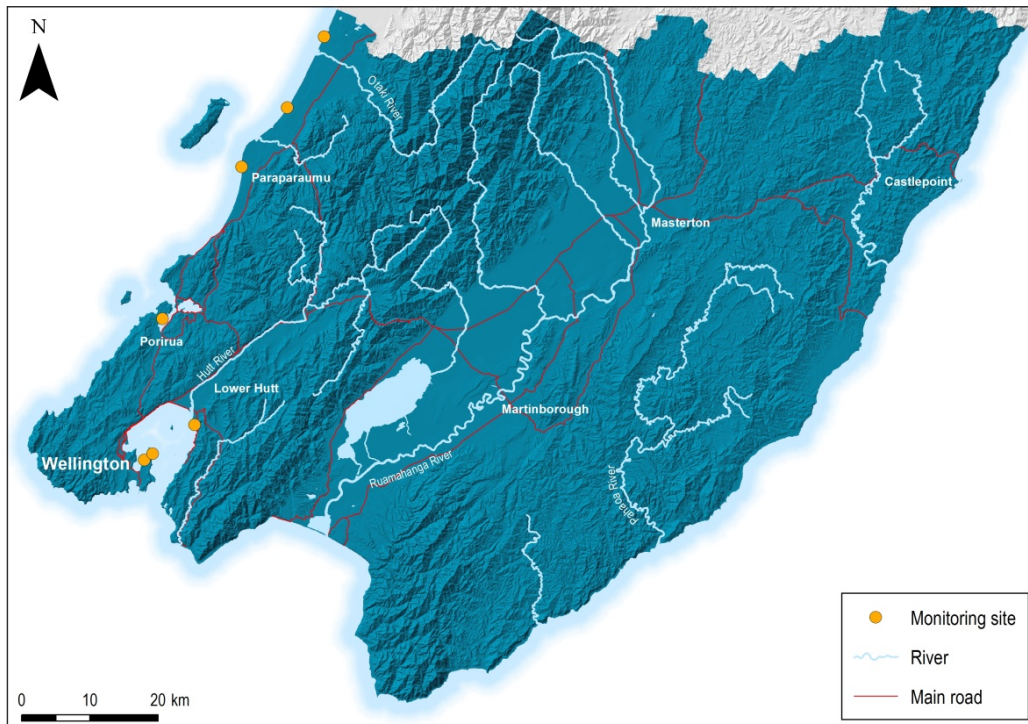 N
Otaki River
Paraparaumu
Castlepoint
Masterton
Porirua
Hutt River
Lower Hutt
Martinborough
Wellington
Ruamahanga River
Pahaoa River
Monitoring site
River
Main road
0 10 20 km